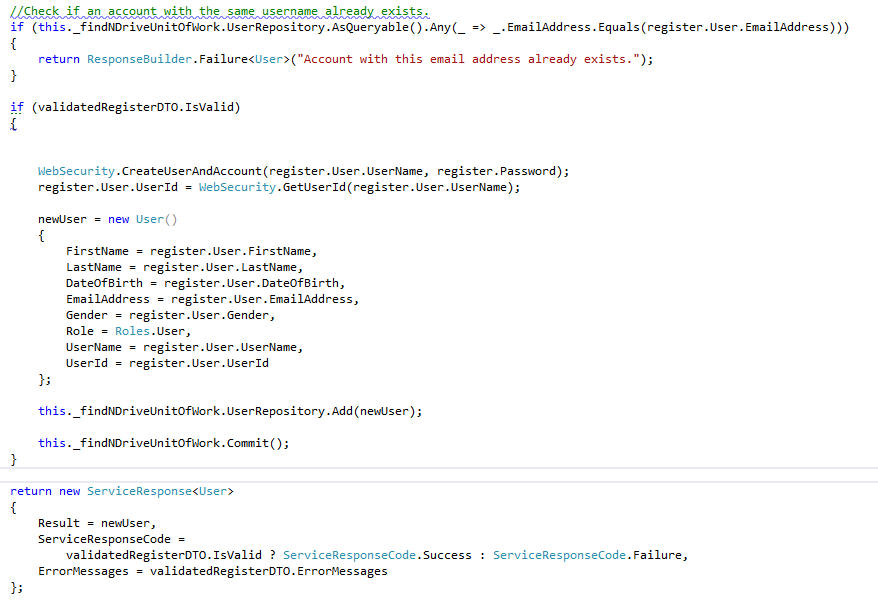 //Check if an account with the same username already exists.
if (this._findNDriveUnitOfWork.UserRepository.AsQueryable().Any(_ => _.EmailAddress.Equals(register.User.EmailAddress)))
{
    return ResponseBuilder.Failure<User>("Account with this email address already exists.");
}
if (validatedRegisterDTO.IsValid)
{
    WebSecurity.CreateUserAndAccount(register.User.UserName, register.Password);
    register.User.UserId = WebSecurity.GetUserId(register.User.UserName);
    newUser = new User()
    {
        FirstName = register.User.FirstName,
        LastName = register.User.LastName,
        DateOfBirth = register.User.DateOfBirth,
        EmailAddress = register.User.EmailAddress,
        Gender = register.User.Gender,
        Role = Roles.User,
        UserName = register.User.UserName,
        UserId = register.User.UserId
    };
    this._findNDriveUnitOfWork.UserRepository.Add(newUser);
    this._findNDriveUnitOfWork.Commit();
}
return new ServiceResponse<User>
{
    Result = newUser,
    ServiceResponseCode =
        validatedRegisterDTO.IsValid ? ServiceResponseCode.Success : ServiceResponseCode.Failure,
    ErrorMessages = validatedRegisterDTO.ErrorMessages
};